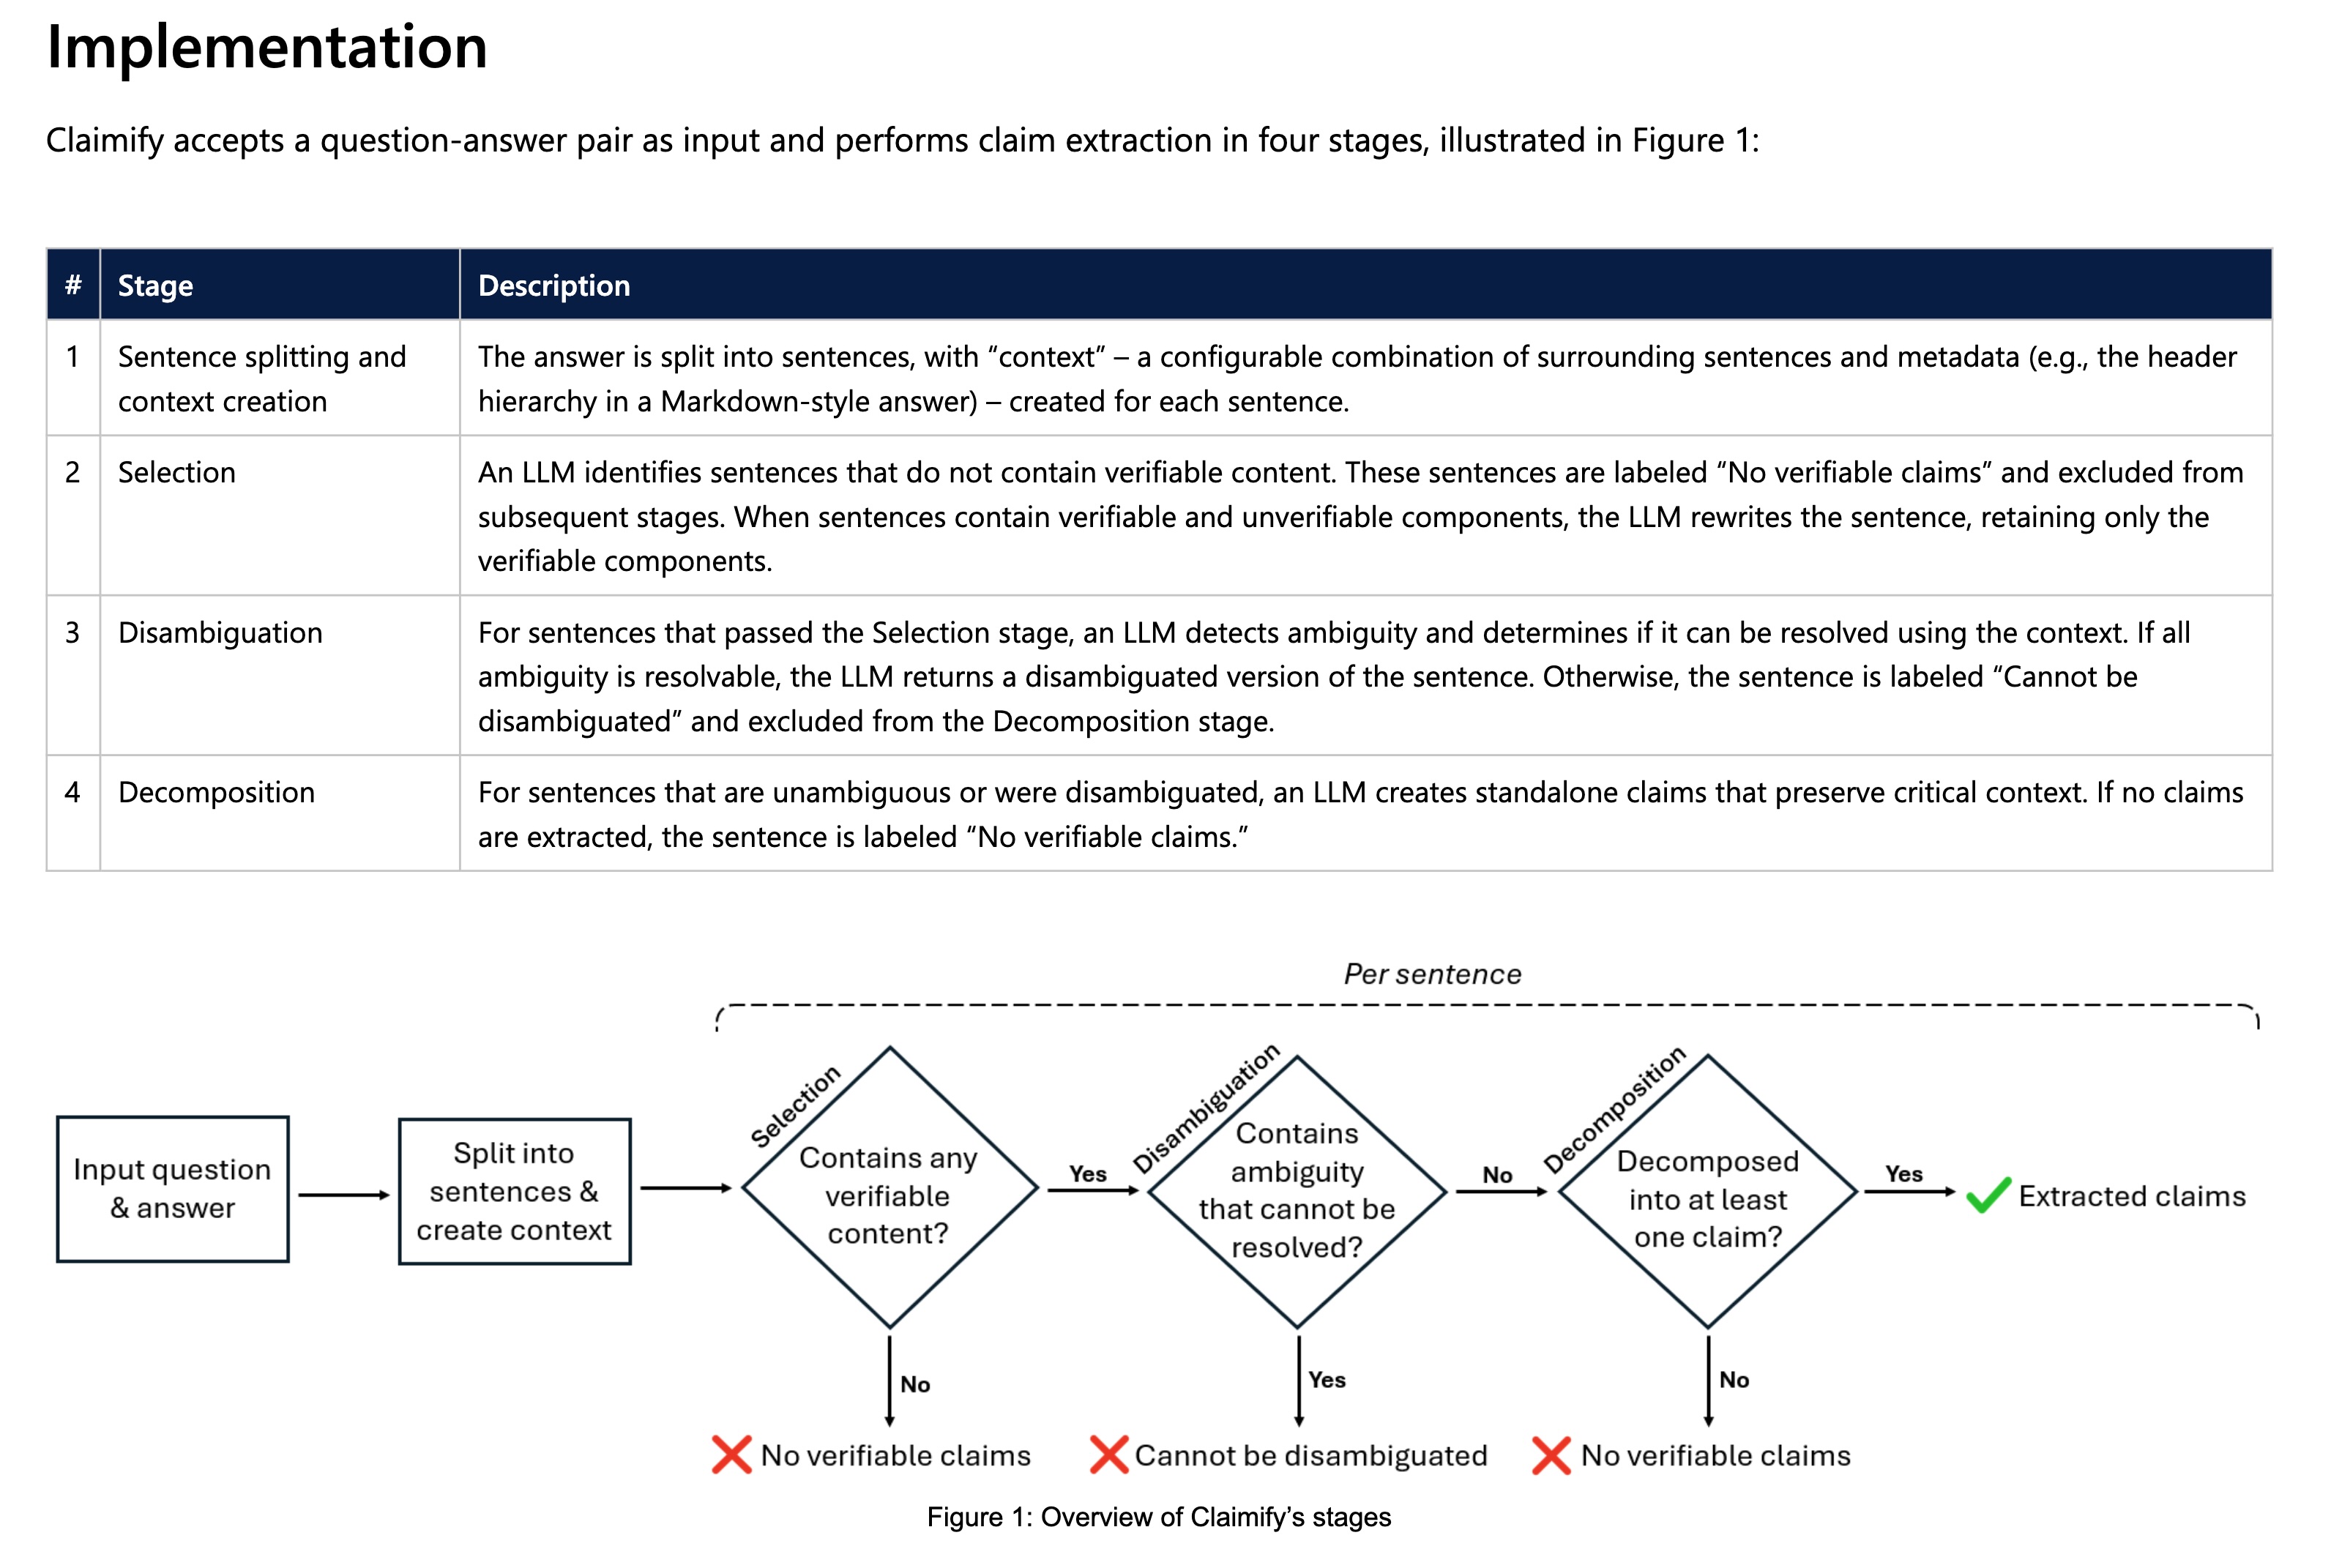 Implementation
Claimify accepts a question-answer pair as input and performs claim extraction in four stages, illustrated in Figure 1:
# Stage Description
1 Sentence splitting and context creation
The answer is split into sentences, with “context” – a configurable combination of surrounding sentences and metadata (e.g., the header
hierarchy in a Markdown-style answer) – created for each sentence.
2 Selection
An LLM identifies sentences that do not contain verifiable content. These sentences are labeled “No verifiable claims” and excluded from
subsequent stages. When sentences contain verifiable and unverifiable components, the LLM rewrites the sentence, retaining only the
verifiable components.
3 Disambiguation
For sentences that passed the Selection stage, an LLM detects ambiguity and determines if it can be resolved using the context. If all
ambiguity is resolvable, the LLM returns a disambiguated version of the sentence. Otherwise, the sentence is labeled “Cannot be
disambiguated” and excluded from the Decomposition stage.
4 Decomposition
For sentences that are unambiguous or were disambiguated, an LLM creates standalone claims that preserve critical context. If no claims
are extracted, the sentence is labeled “No verifiable claims.”
Per sentence
Input question
& answer
Split into
sentences &
create context
Selection
Contains any
verifiable
content?
Yes
No
No verifiable claims
Disambiguation
Contains
ambiguity
that cannot be
resolved?
No
Yes
Cannot be disambiguated
Decomposition
Decomposed
into at least
one claim?
Yes
Extracted claims
No
No verifiable claims
Figure 1: Overview of Claimify’s stages